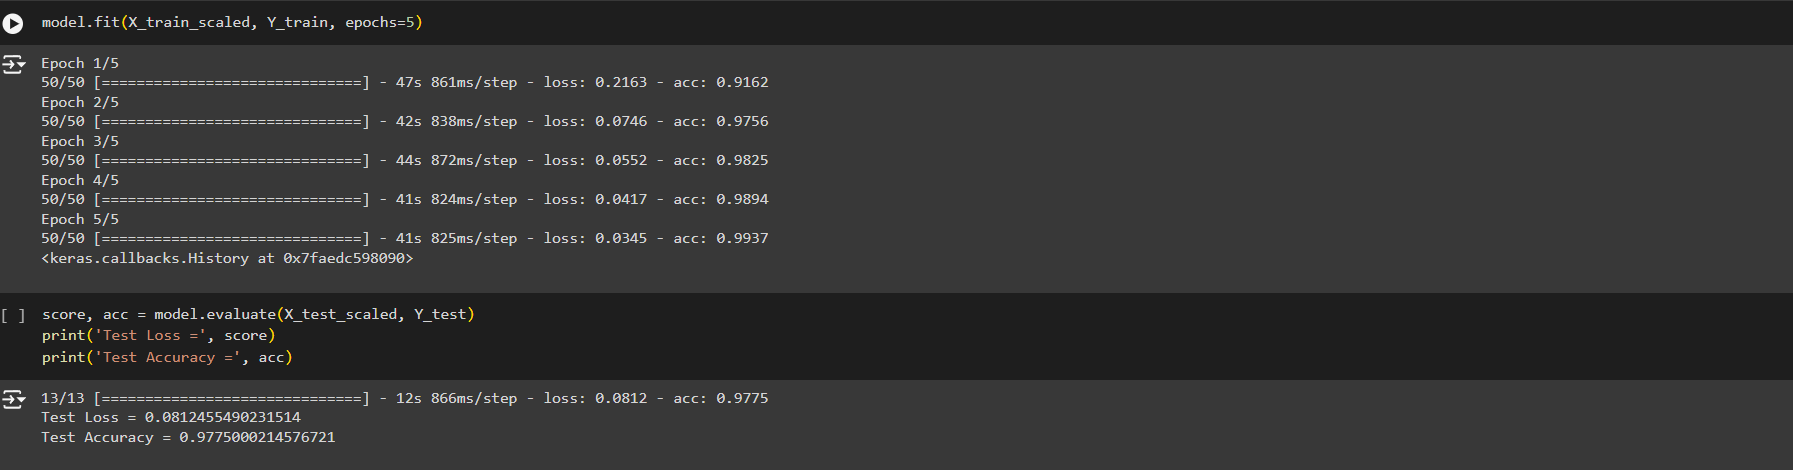 model.fit(X_train_scaled, Y_train, epochs=5)
Epoch 1/5
50/50 [==============================] - 47s 861ms/step - loss: 0.2163 - acc: 0.9162
Epoch 2/5
50/50 [==============================] - 42s 838ms/step - loss: 0.0746 - acc: 0.9756
Epoch 3/5
50/50 [==============================] - 44s 872ms/step - loss: 0.0552 - acc: 0.9825
Epoch 4/5
50/50 [==============================] - 41s 824ms/step - loss: 0.0417 - acc: 0.9894
Epoch 5/5
50/50 [==============================] - 41s 825ms/step - loss: 0.0345 - acc: 0.9937
<keras.callbacks.History at 0x7faedc598090>
[ ] score, acc = model.evaluate(X_test_scaled, Y_test)
print('Test Loss =', score)
print('Test Accuracy =', acc)
13/13 [==============================] - 12s 866ms/step - loss: 0.0812 - acc: 0.9775
Test Loss = 0.0812455490231514
Test Accuracy = 0.9775000214576721